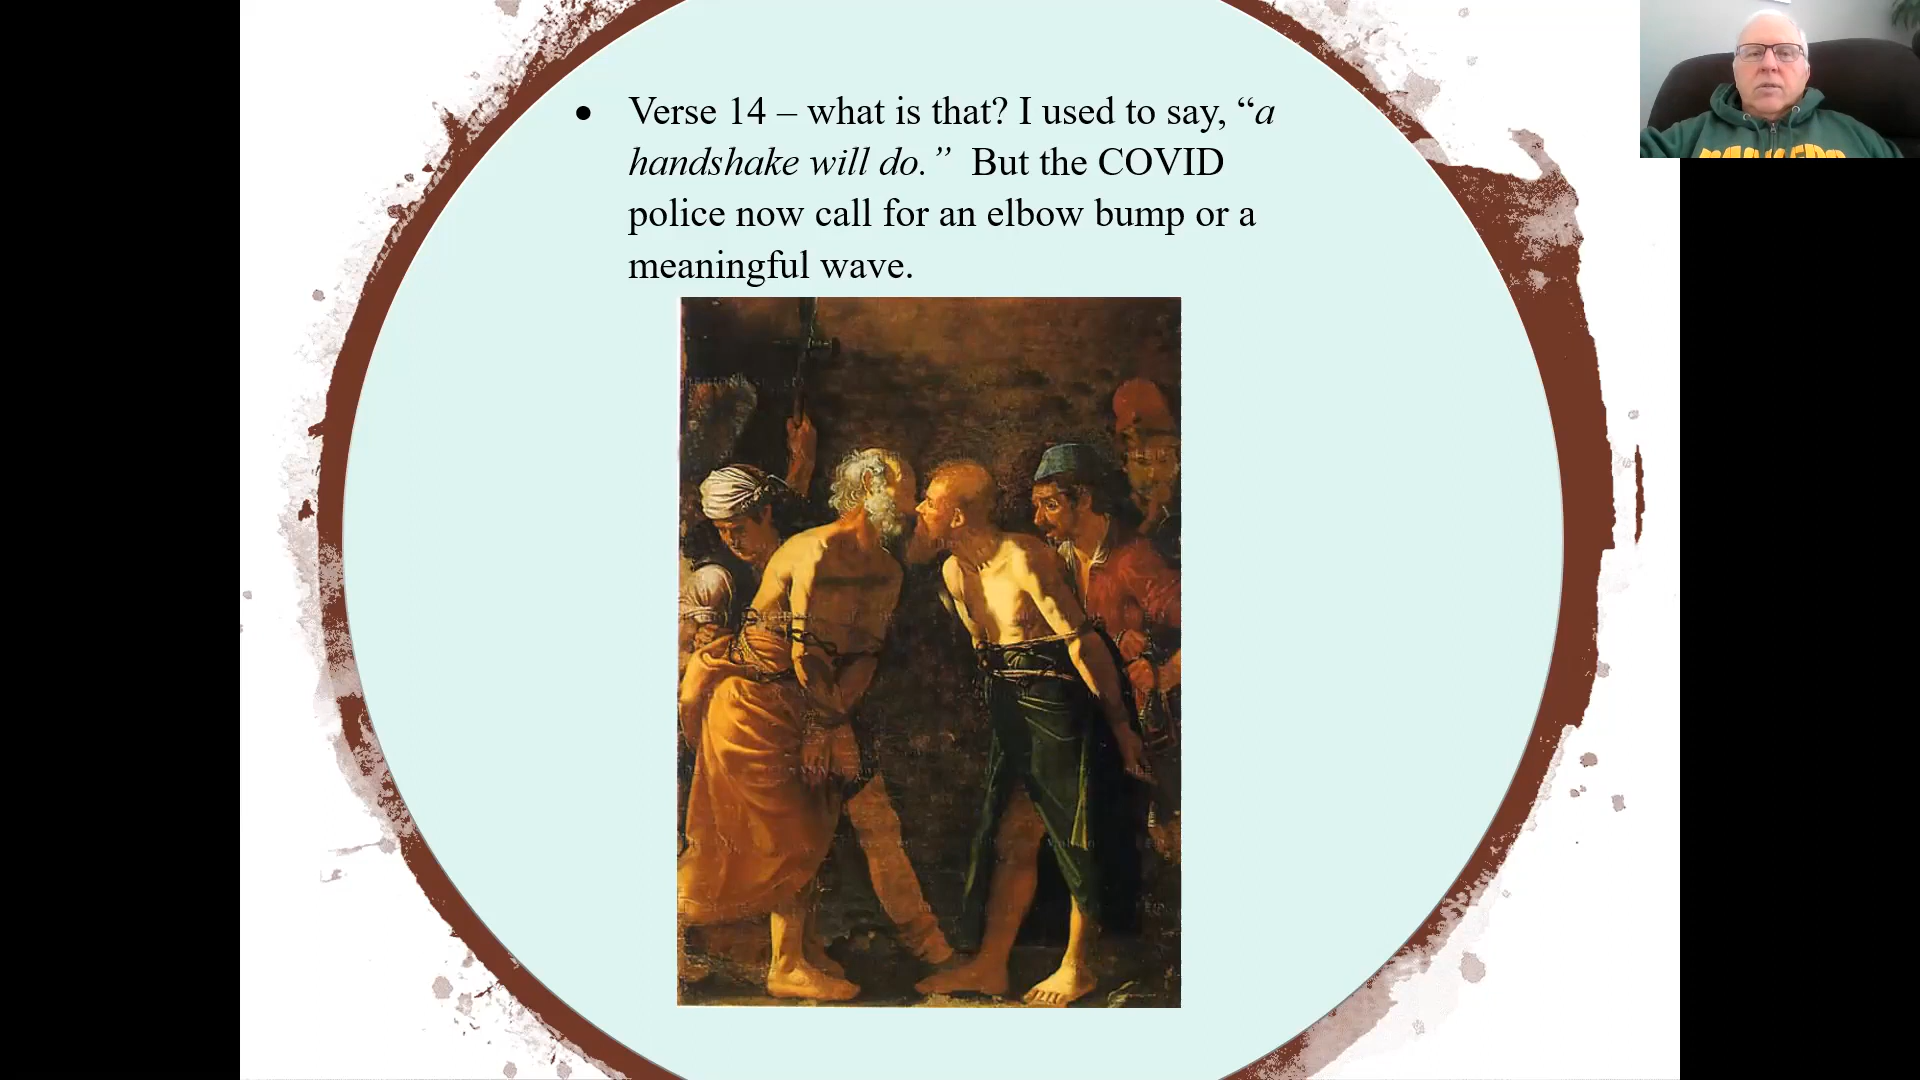 Verse 14 – what is that? I used to say, “a
handshake will do.” But the COVID
police now call for an elbow bump or a
meaningful wave.